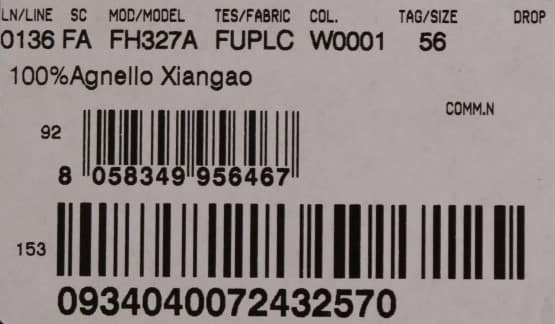 LN/LINE SC MOD/MODEL TES/FABRIC COL. TAG/SIZE DROP
0136 FA FH327A FUPLC W0001 56
100%Agnello Xiangao
COMM.N
92
8 058349 956467
153
0934040072432570